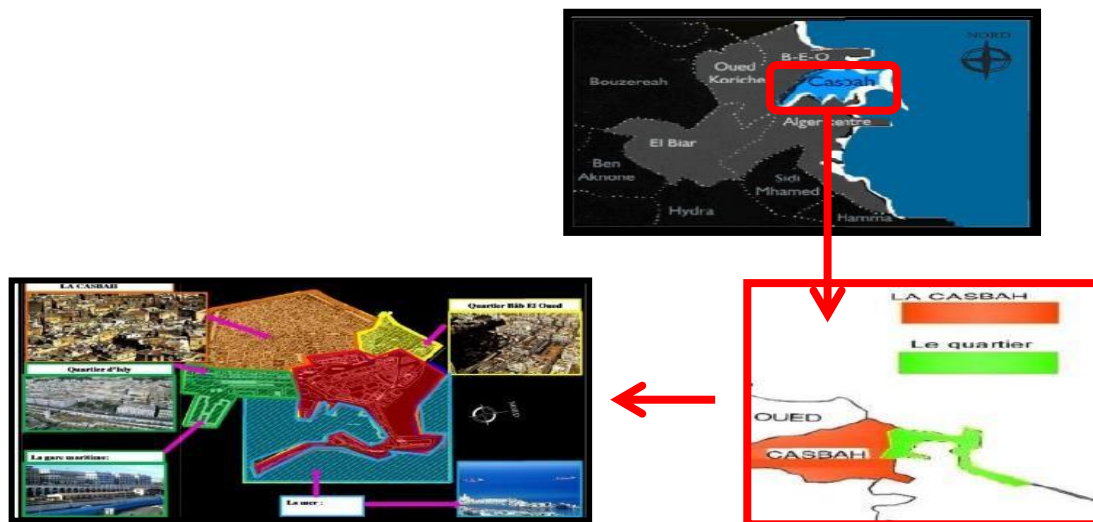 NORD
B-E-O
Oued
Koriche
Bouzereah
Casbah
Alger centre
El Biar
Ben
Aknone
Sidi
Mhamed
Hydra
Hamma
LA CASBAH
Quartier Bâb El Oued
Quartier d'Isly
NORD
La gare maritime:
La mer :
LA CASBAH
Le quartier
OUED
CASBAH